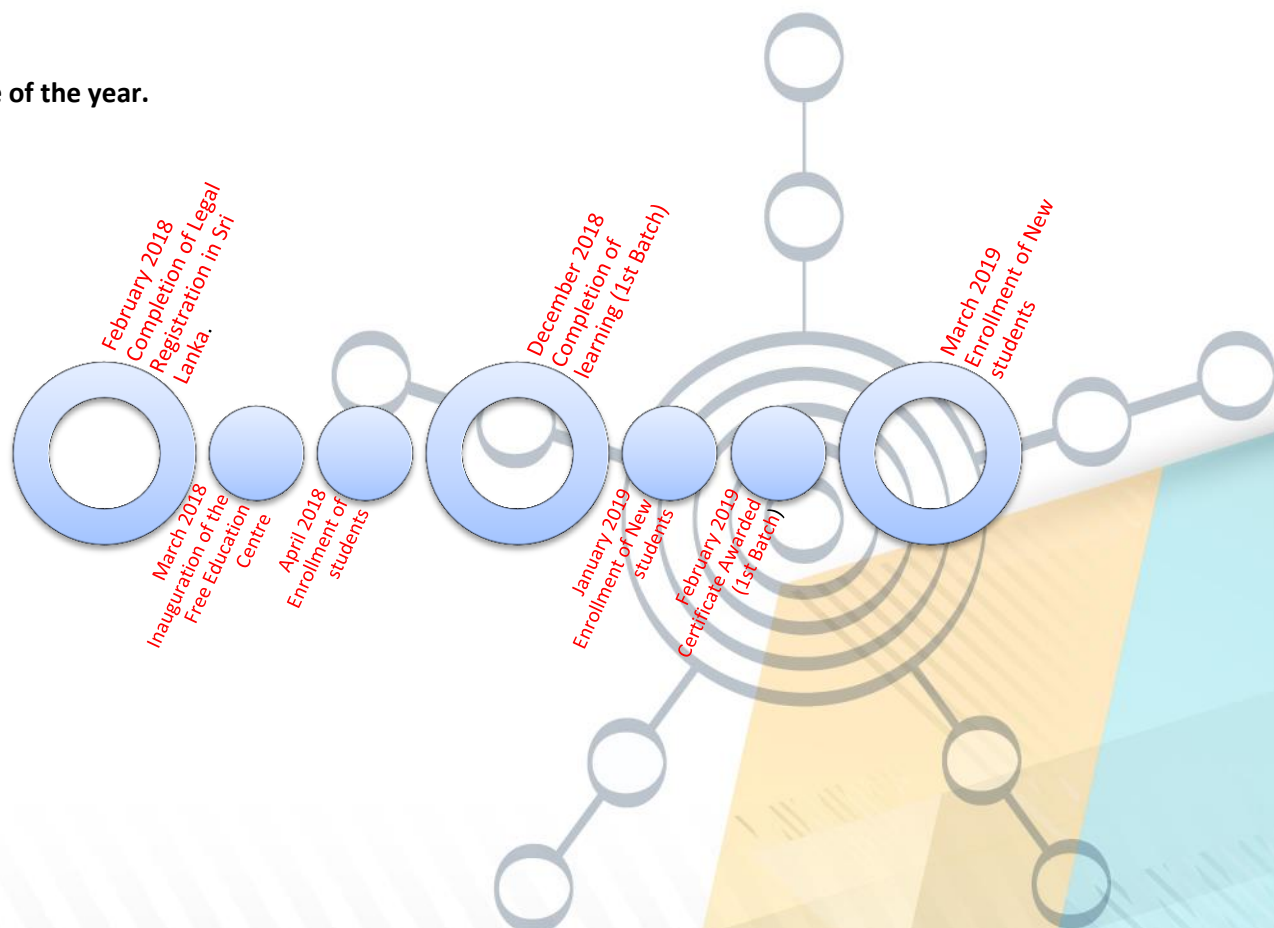 e of the year.
February 2018
Completion of Legal
Registration in Sri
Lanka.
March 2018
Inauguration of the
Free Education
Centre
April 2018
Enrollment of
students
December 2018
Completion of
learning (1st Batch)
January 2019
Enrollment of New
students
February 2019
Certificate Awarded
(1st Batch)
March 2019
Enrollment of New
students